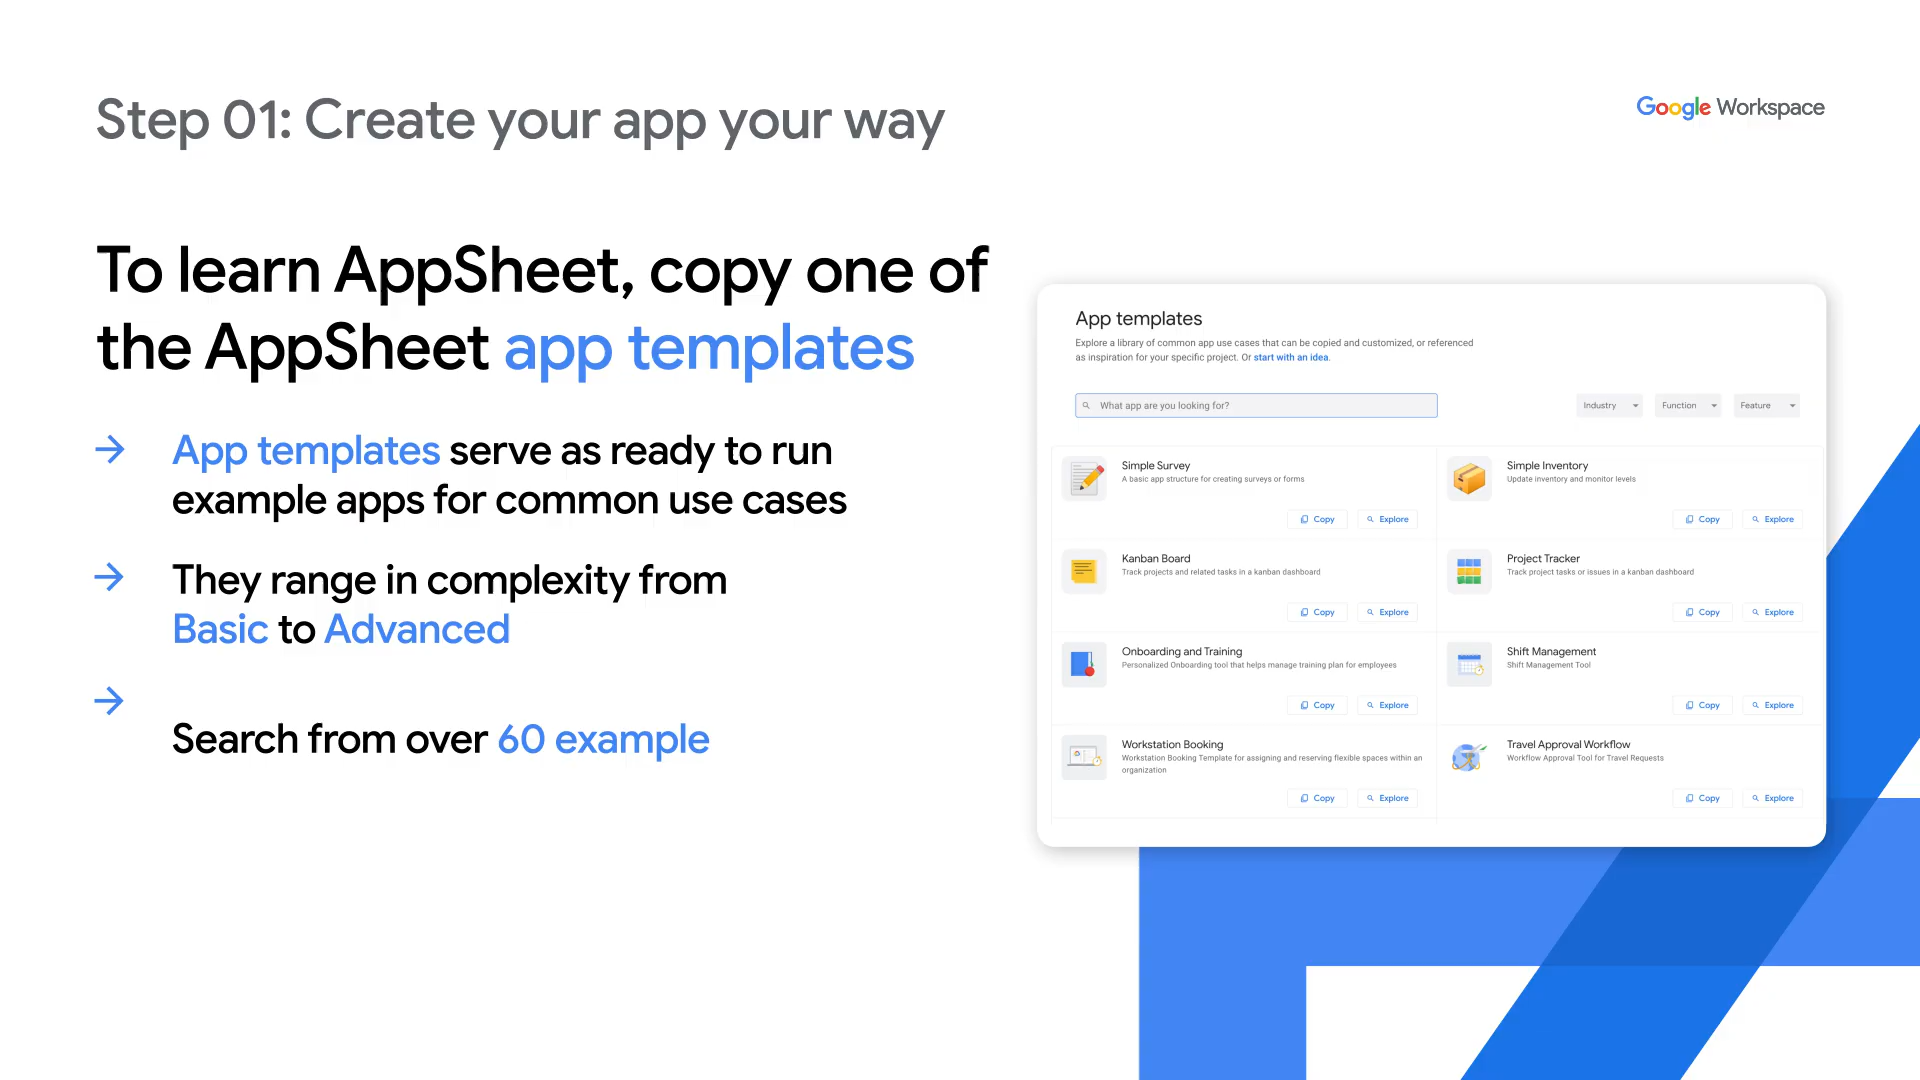 Step 01: Create your app your way
Google Workspace
To learn AppSheet, copy one of
the AppSheet app templates
App templates serve as ready to run
example apps for common use cases
They range in complexity from
Basic to Advanced
Search from over 60 example
App templates
Explore a library of common app use cases that can be copied and customized, or referenced
as inspiration for your specific project. Or start with an idea.
What app are you looking for?
Industry
Function
Feature
Simple Survey
A basic app structure for creating surveys or forms
Copy
Explore
Simple Inventory
Update inventory and monitor levels
Copy
Explore
Kanban Board
Track projects and related tasks in a kanban dashboard
Copy
Explore
Project Tracker
Track project tasks or issues in a kanban dashboard
Copy
Explore
Onboarding and Training
Personalized Onboarding tool that helps manage training plan for employees
Copy
Explore
Shift Management
Shift Management Tool
Copy
Explore
Workstation Booking
Workstation Booking Template for assigning and reserving flexible spaces within an
organization
Copy
Explore
Travel Approval Workflow
Workflow Approval Tool for Travel Requests
Copy
Explore